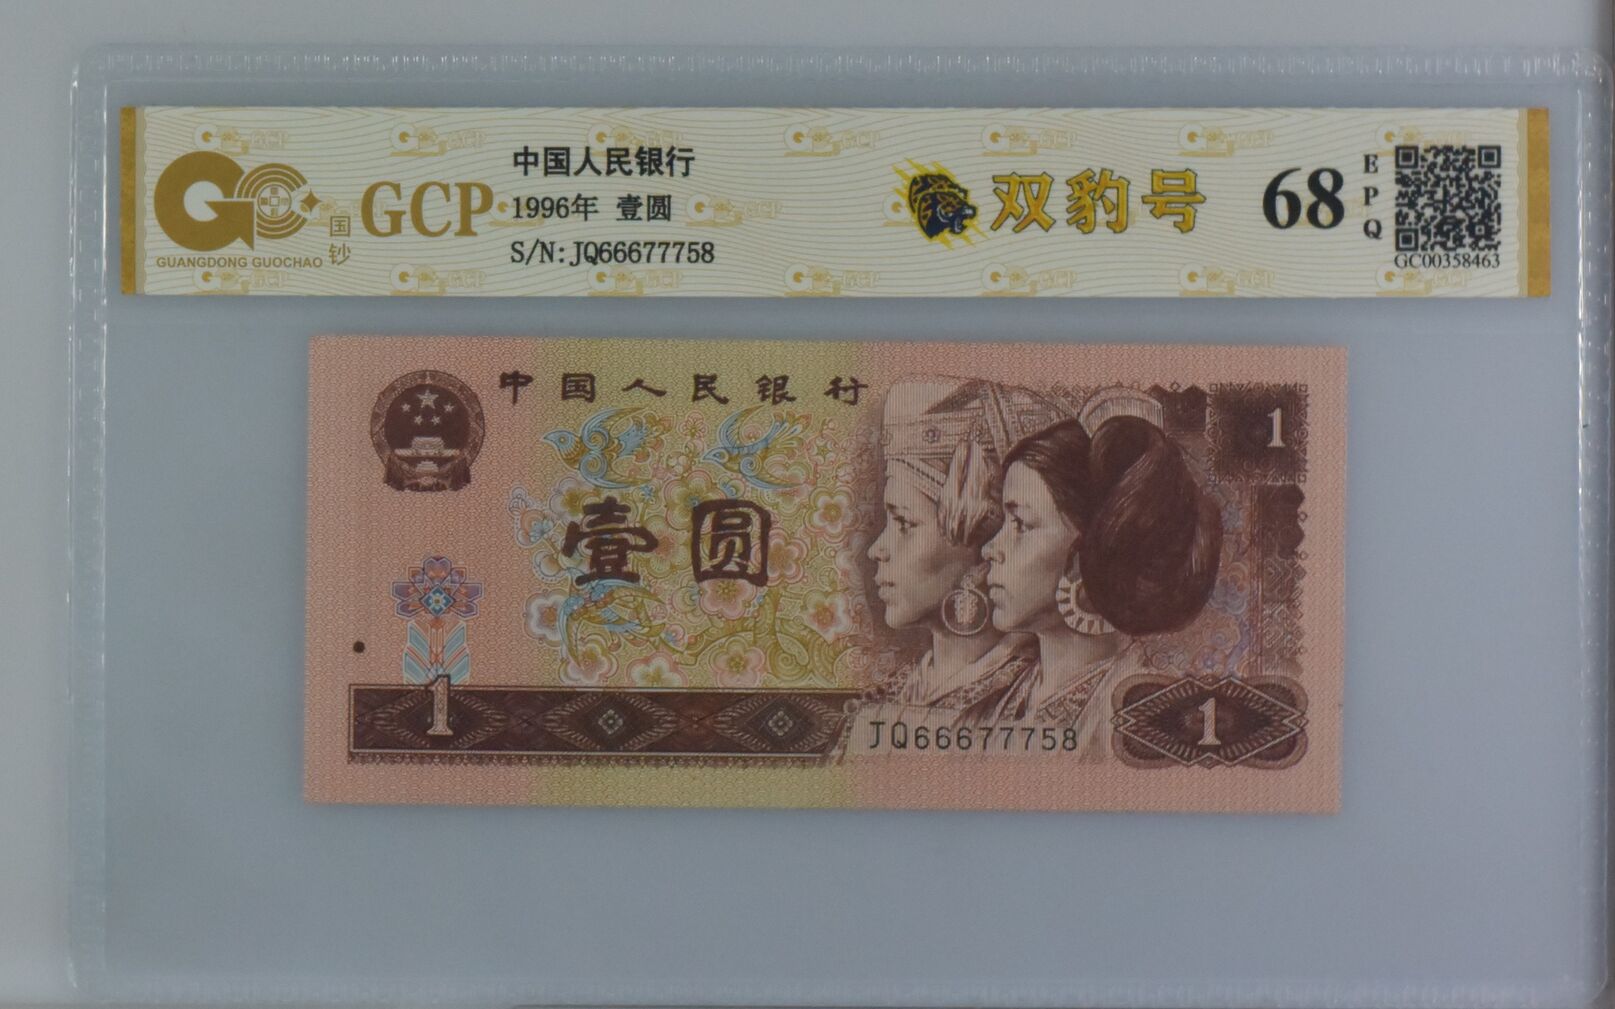 GCP
国钞
GUANGDONG GUOCHAO
中国人民银行
1996年 壹圆
S/N:JQ66677758
双豹号
68
EPQ
GC00358463
中国人民银行
1
壹圆
1
JQ66677758
1